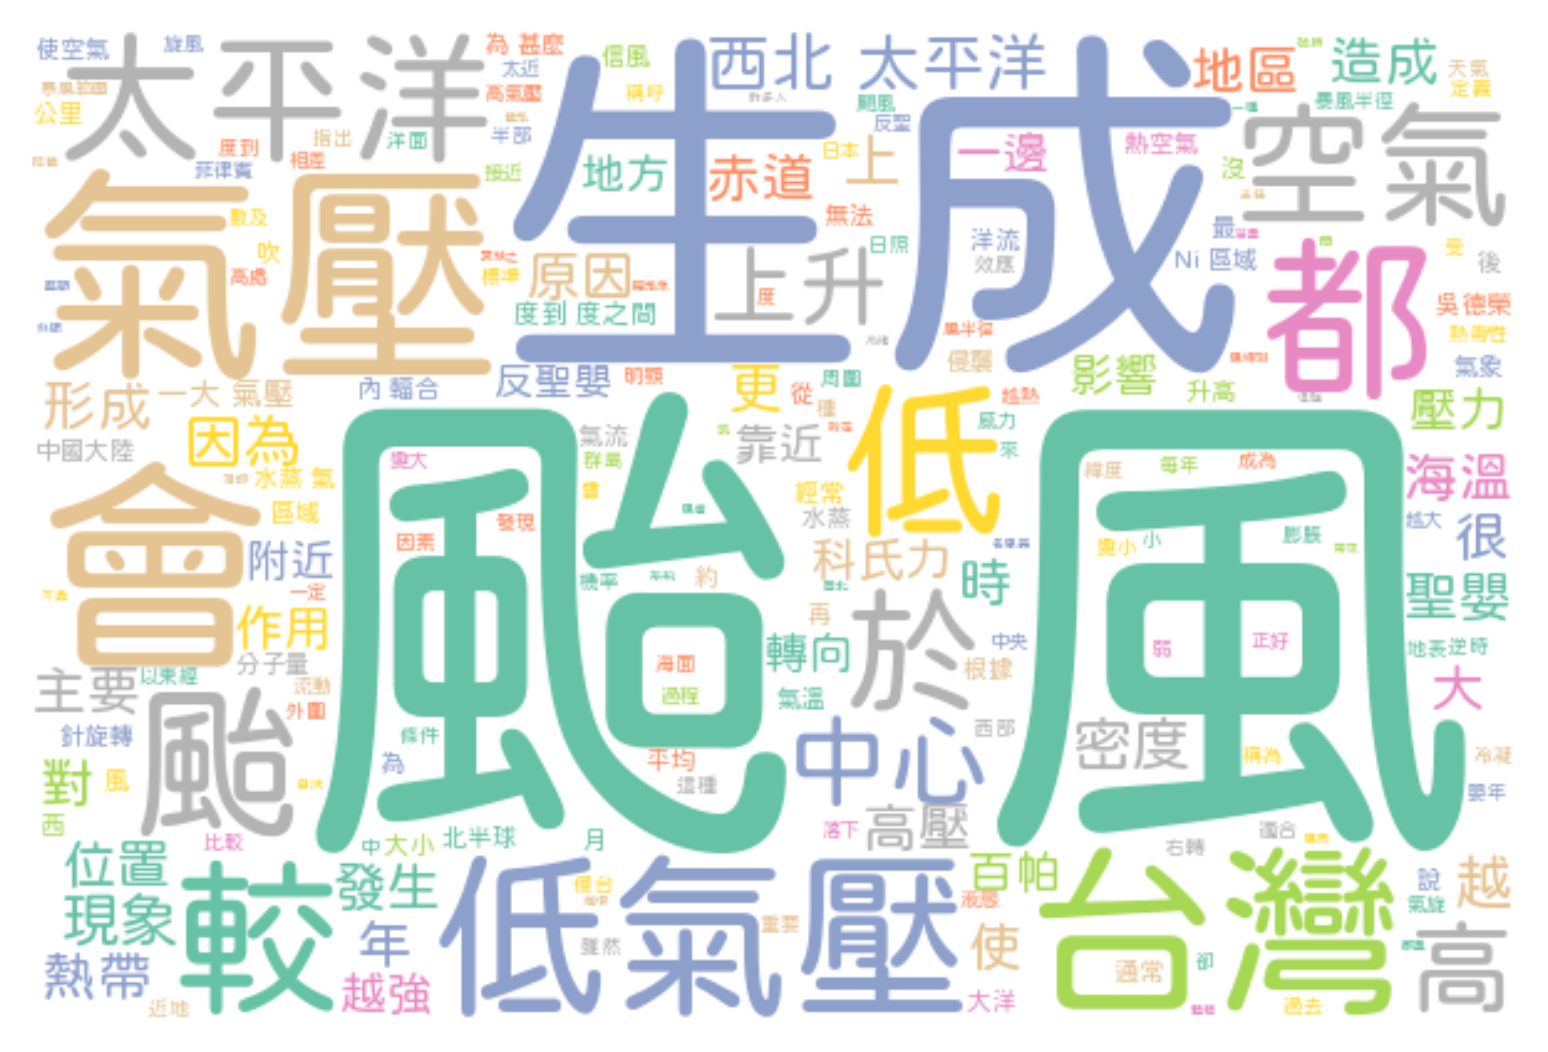 使空氣
旋風
太平洋
為 甚麼
太近
高氣壓
信風
稱呼
西北 太平洋
地區
造成
天氣
定義
暴風半徑
颶風
反聖
公里
度到
指出
相差
洋面
半部
菲律賓
接近
生成
地方
赤道
日本
上
一邊
熱空氣
沒
空氣
氣壓
數及
吹
高處
標準
原因
度到 度之間
無法
日照
上升
度
洋流
效應
最
Ni 區域
都
受
後
吳德榮
熱帶性
氣象
侵襲
形成
一大 氣壓
內 輻合
反聖嬰
明顯
更
從
周圍
種
低
越熱
威力
來
影響
升高
壓力
中國大陸
因為
水蒸 氣
區域
變大
氣流
群島
靠近
經常
水蒸
緯度
每年
成為
海溫
越大
很
會
附近
一定
作用
因素
發現
颱風
機率
約
科氏力
時
變小
小
膨脹
聖嬰
於
再
中央
弱
正好
地表逆時
主要
以東經
分子量
流動
外圍
海面
過程
轉向
氣溫
根據
大
颱
針旋轉
條件
為
平均
這種
中心
西部
密度
稱為
冷凝
嬰年
對
風
西
比較
中
大小
北半球
月
落下
高壓
右轉
適合
位置
現象
較
發生
低氣壓
侵台
雖然
重要
百帕
液態
台灣
說
氣旋
越
熱帶
年
越強
近地
使
大洋
通常
卻
過去
高